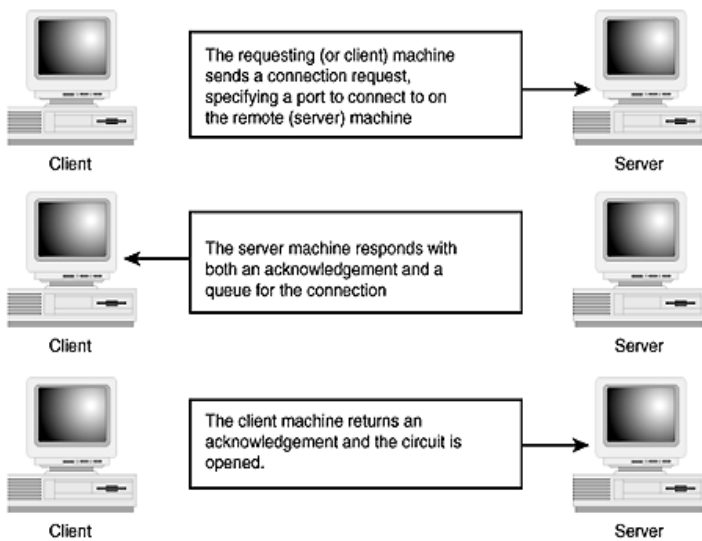 The requesting (or client) machine
sends a connection request,
specifying a port to connect to on
the remote (server) machine
Client
Server
The server machine responds with
both an acknowledgement and a
queue for the connection
Client
Server
The client machine returns an
acknowledgement and the circuit is
opened.
Client
Server